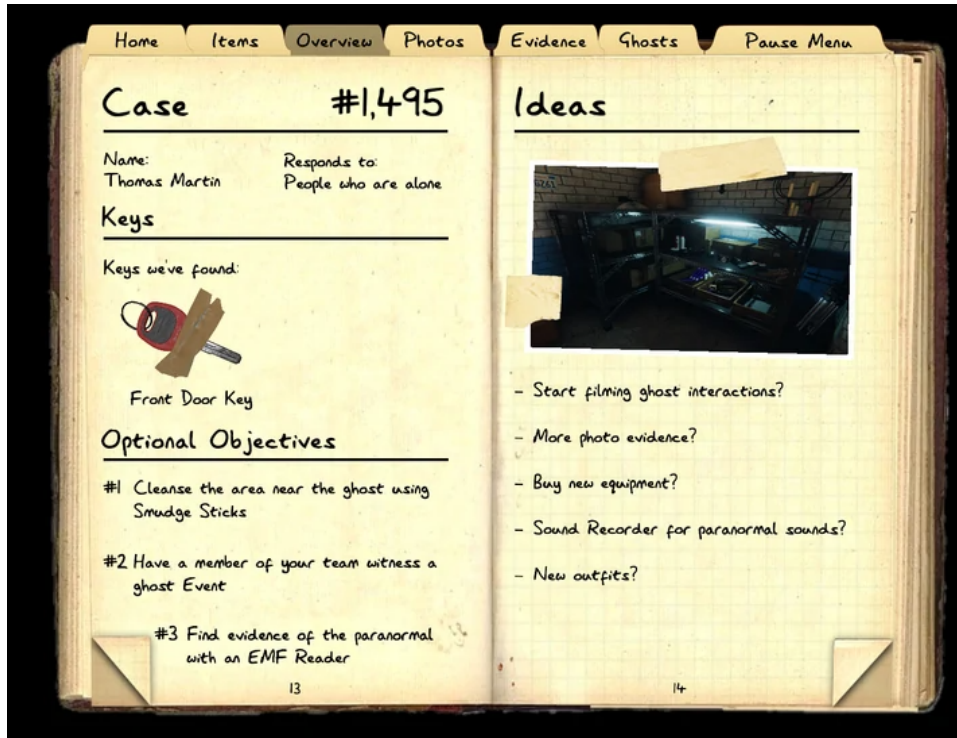 Home
Items
Overview
Photos
Evidence
Ghosts
Pause Menu
Case #1,495
Name:
Thomas Martin
Responds to:
People who are alone
Keys
Keys we've found:
Front Door Key
Optional Objectives
#1 Cleanse the area near the ghost using
Smudge Sticks
#2 Have a member of your team witness a
ghost Event
#3 Find evidence of the paranormal
with an EMF Reader
13
Ideas
- Start filming ghost interactions?
- More photo evidence?
- Buy new equipment?
- Sound Recorder for paranormal sounds?
- New outfits?
14